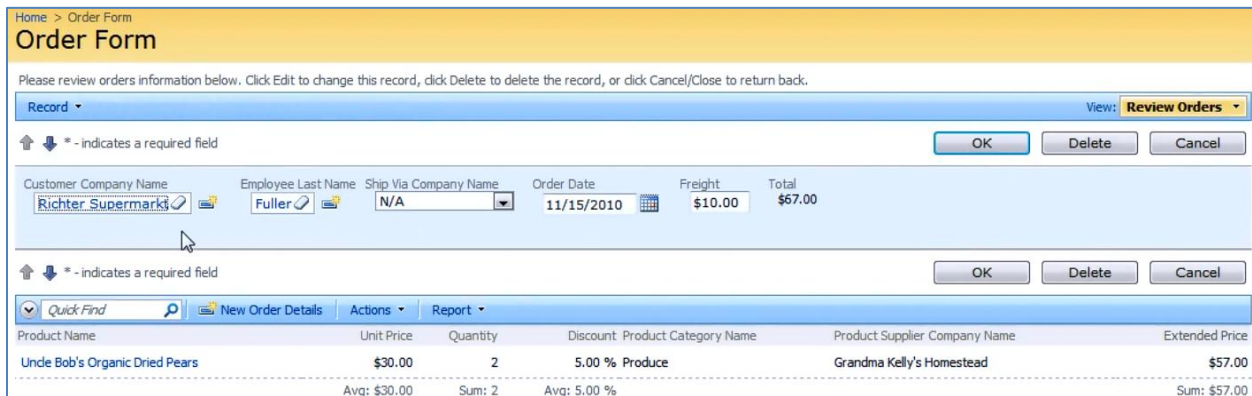 Home > Order Form
Order Form
Please review orders information below. Click Edit to change this record, click Delete to delete the record, or click Cancel/Close to return back.
Record View: Review Orders
* - indicates a required field OK Delete Cancel
Customer Company Name Employee Last Name Ship Via Company Name Order Date Freight Total
Richter Supermarkt Fuller N/A 11/15/2010 $10.00 $67.00
* - indicates a required field OK Delete Cancel
Quick Find New Order Details Actions Report
Product Name Unit Price Quantity Discount Product Category Name Product Supplier Company Name Extended Price
Uncle Bob's Organic Dried Pears $30.00 2 5.00 % Produce Grandma Kelly's Homestead $57.00
Avg: $30.00 Sum: 2 Avg: 5.00 % Sum: $57.00